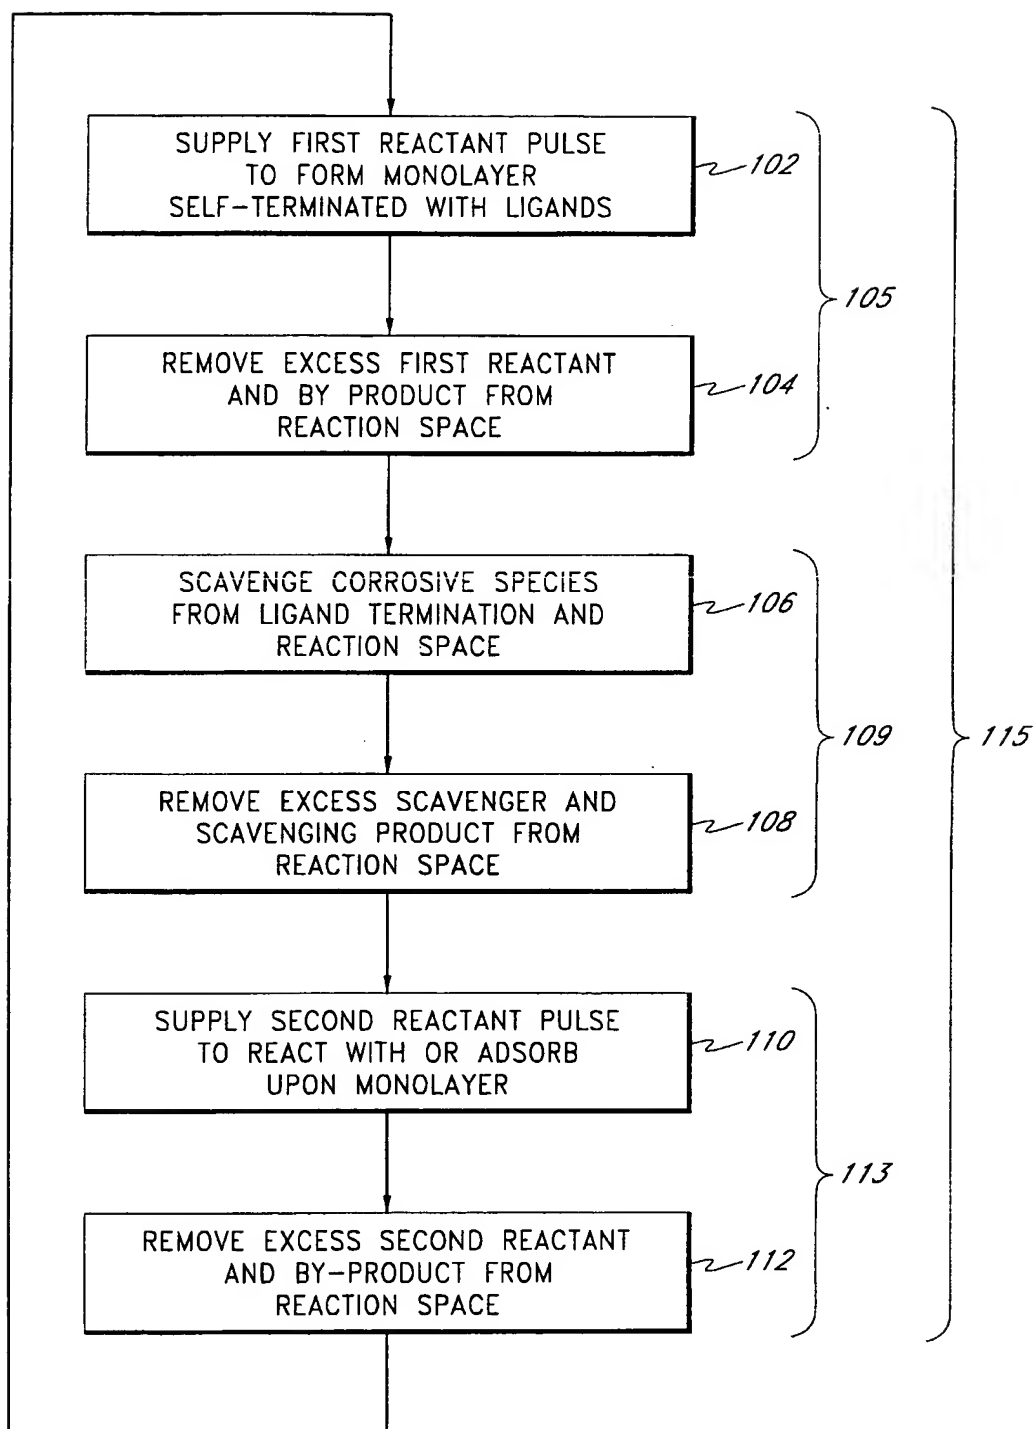 SUPPLY FIRST REACTANT PULSE
TO FORM MONOLAYER
SELF-TERMINATED WITH LIGANDS
102
105
REMOVE EXCESS FIRST REACTANT
AND BY PRODUCT FROM
REACTION SPACE
104
SCAVENGE CORROSIVE SPECIES
FROM LIGAND TERMINATION AND
REACTION SPACE
106
109
115
REMOVE EXCESS SCAVENGER AND
SCAVENGING PRODUCT FROM
REACTION SPACE
108
SUPPLY SECOND REACTANT PULSE
TO REACT WITH OR ADSORB
UPON MONOLAYER
110
113
REMOVE EXCESS SECOND REACTANT
AND BY-PRODUCT FROM
REACTION SPACE
112